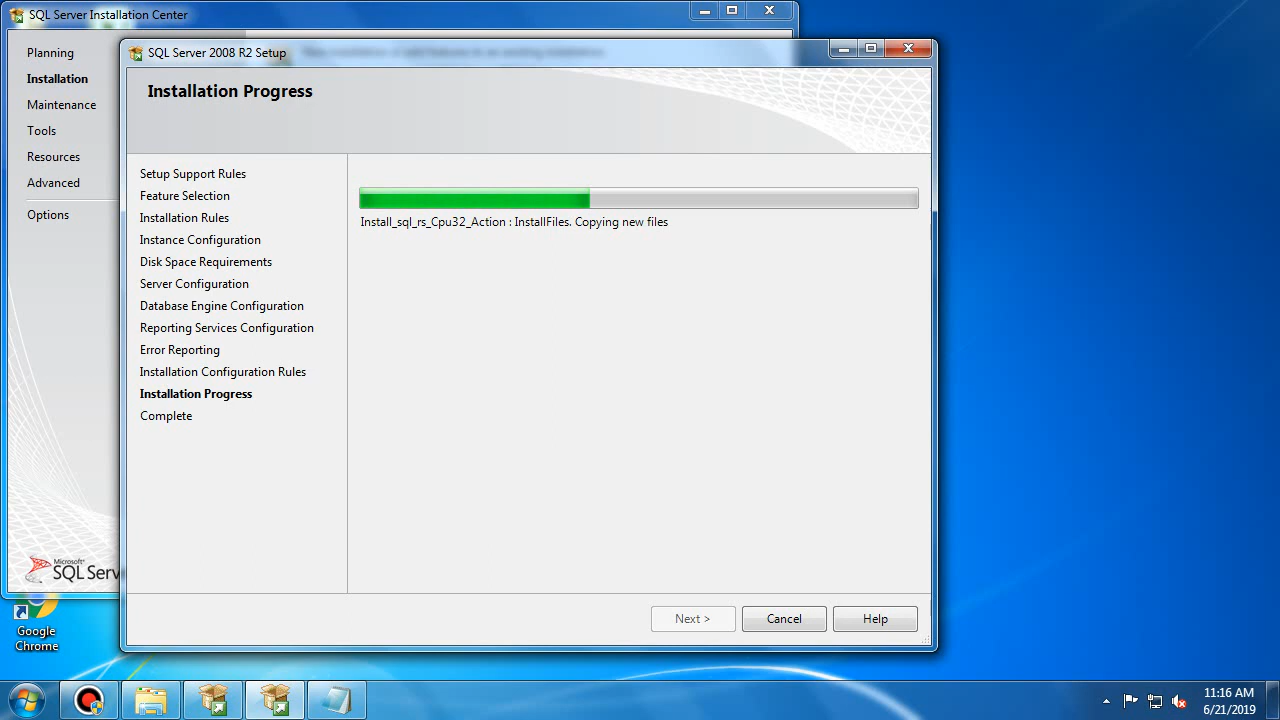 SQL Server Installation Center
Planning
Installation
Maintenance
Tools
Resources
Advanced
Options
Microsoft®
SQL Serv
SQL Server 2008 R2 Setup
Installation Progress
Setup Support Rules
Feature Selection
Installation Rules
Instance Configuration
Disk Space Requirements
Server Configuration
Database Engine Configuration
Reporting Services Configuration
Error Reporting
Installation Configuration Rules
Installation Progress
Complete
Install_sql_rs_Cpu32_Action : InstallFiles. Copying new files
Next >
Cancel
Help
Google
Chrome
11:16 AM
6/21/2019